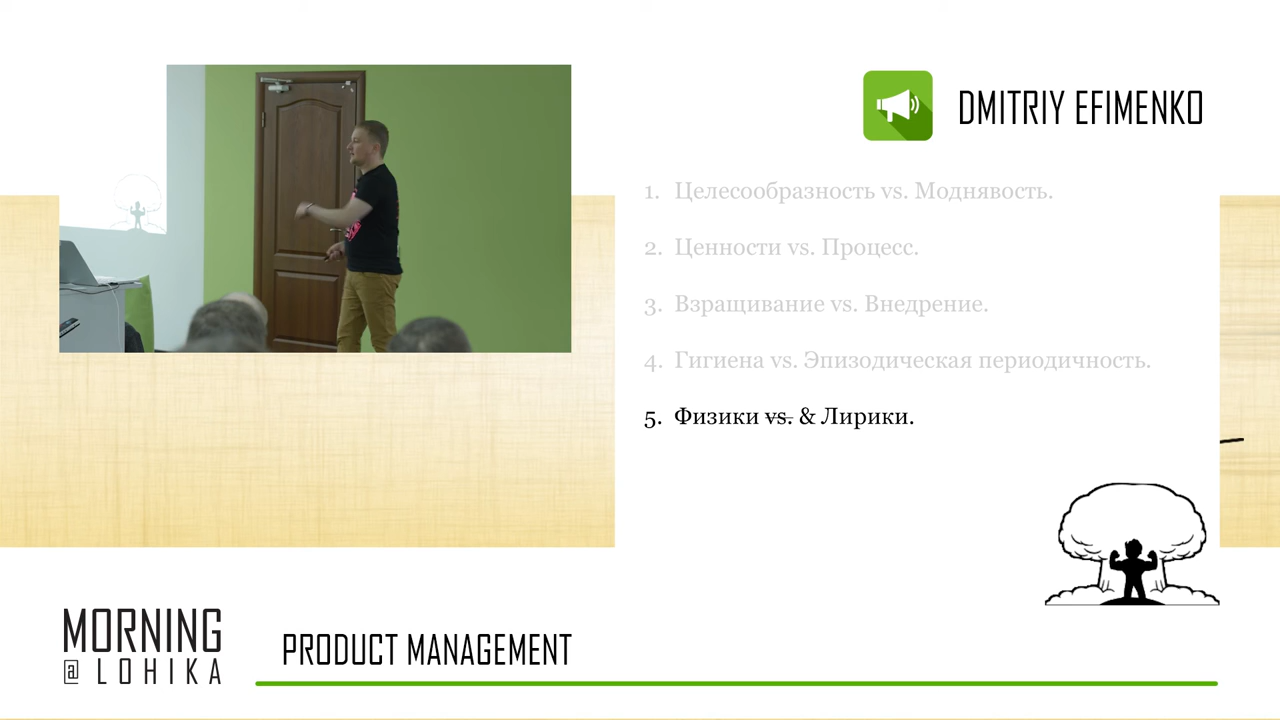 DMITRIY EFIMENKO
1. Целесообразность vs. Моднявость.
2. Ценности vs. Процесс.
3. Взращивание vs. Внедрение.
4. Гигиена vs. Эпизодическая периодичность.
5. Физики vs. & Лирики.
MORNING
@ LOHIKA
PRODUCT MANAGEMENT